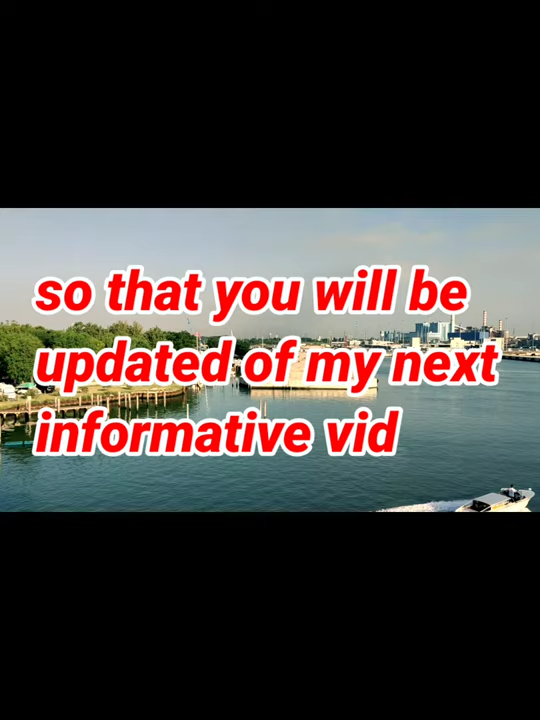 so that you will be
updated of my next
informative vid